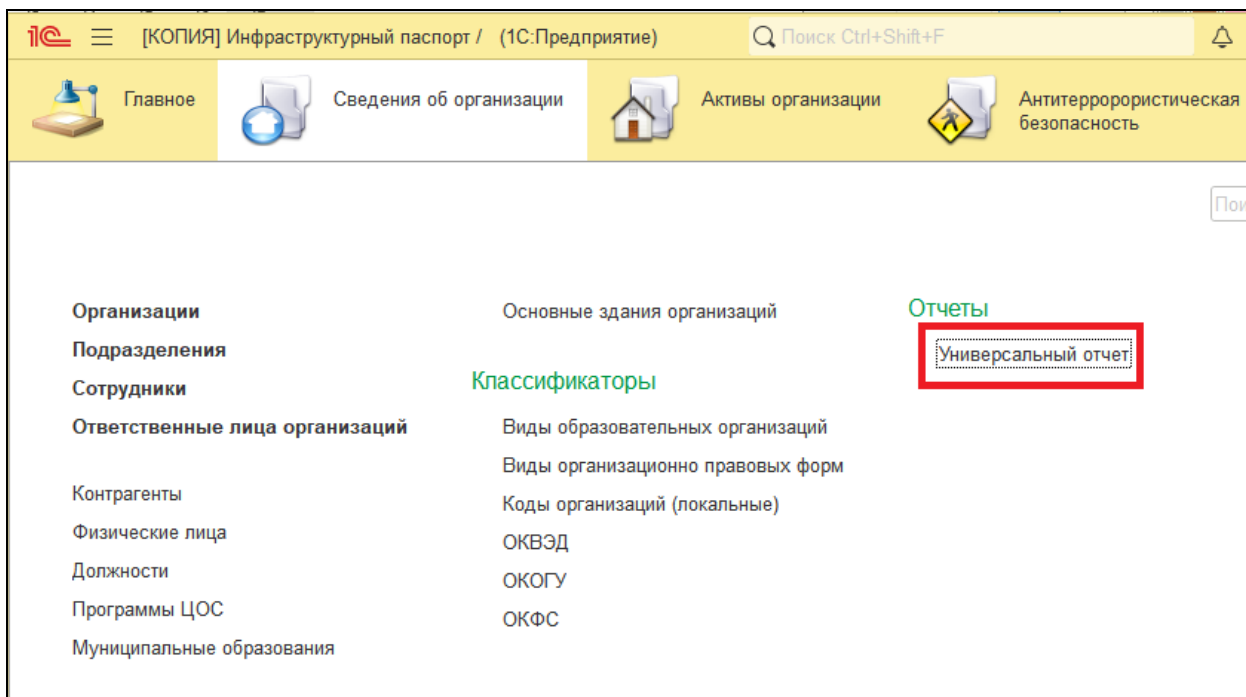 1С [КОПИЯ] Инфраструктурный паспорт / (1С:Предприятие) Поиск Ctrl+Shift+F
Главное
Сведения об организации
Активы организации
Антитерророристическая
безопасность
Пои
Организации
Подразделения
Сотрудники
Ответственные лица организаций
Контрагенты
Физические лица
Должности
Программы ЦОС
Муниципальные образования
Основные здания организаций
Классификаторы
Виды образовательных организаций
Виды организационно правовых форм
Коды организаций (локальные)
ОКВЭД
ОКОГУ
ОКФС
Отчеты
Универсальный отчет